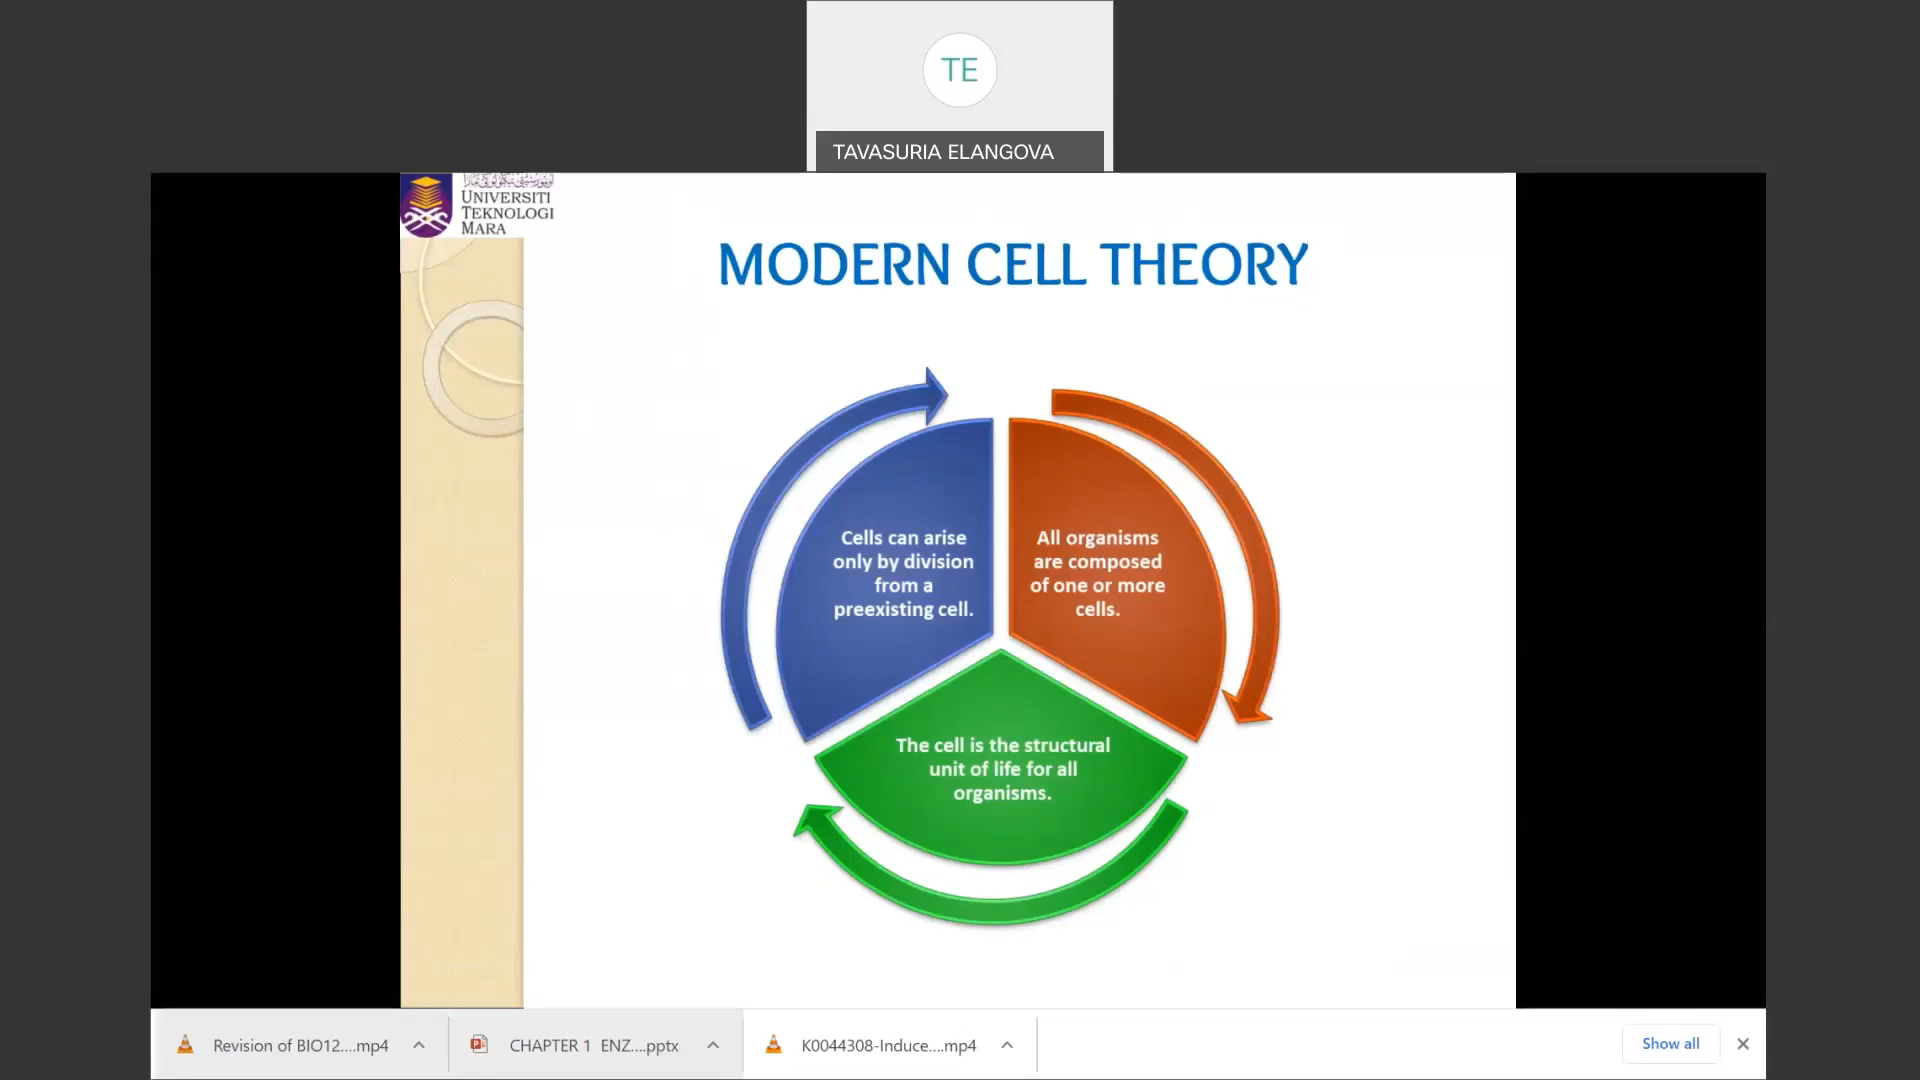 TE
TAVASURIA ELANGOVA
UNIVERSITI
TEKNOLOGI
MARA
MODERN CELL THEORY
Cells can arise
only by division
from a
preexisting cell.
All organisms
are composed
of one or more
cells.
The cell is the structural
unit of life for all
organisms.
Revision of BIO12....mp4
CHAPTER 1 ENZ....pptx
K0044308-Induce....mp4
Show all